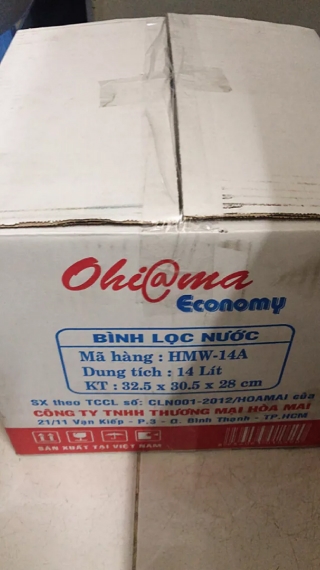 Ohi@ma
Economy
BÌNH LỌC NƯỚC
Mã hàng : HMW-14A
Dung tích : 14 Lít
KT : 32.5 x 30.5 x 28 cm
SX theo TCCL số: CLN001-2012/HOAMAI của
CÔNG TY TNHH THƯƠNG MẠI HÒA MAI
21/11 Vạn Kiếp - P.3 - Q. Bình Thạnh - TP.HCM
SẢN XUẤT TẠI VIỆT NAM